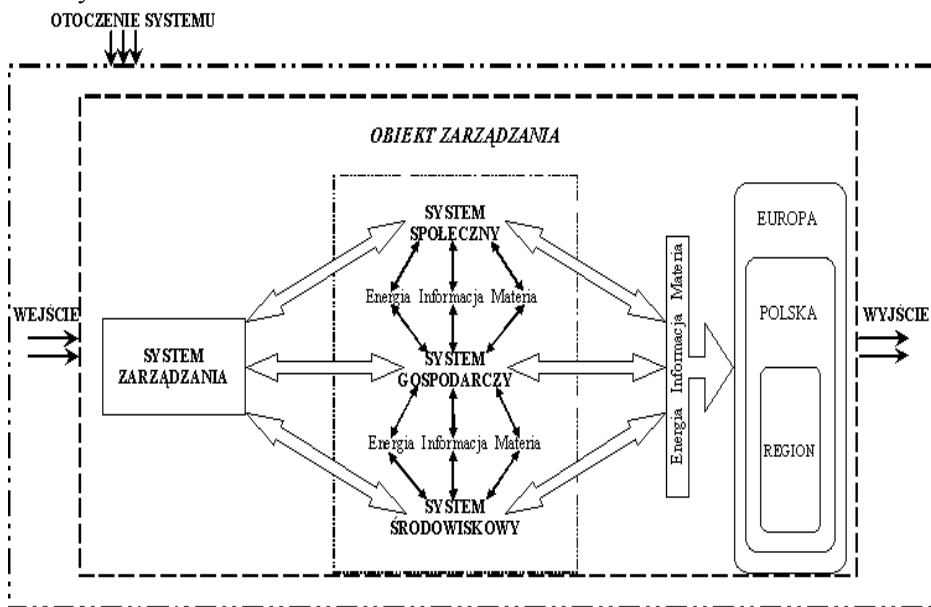 OTOCZENIE SYSTEMU
OBIEKT ZARZĄDZANIA
WEJŚCIE
SYSTEM
ZARZĄDZANIA
SYSTEM
SPOŁECZNY
Energia Informacja Materia
SYSTEM
GOSPODARCZY
Energia Informacja Materia
SYSTEM
ŚRODOWISKOWY
Energia Informacja Materia
EUROPA
POLSKA
REGION
WYJŚCIE